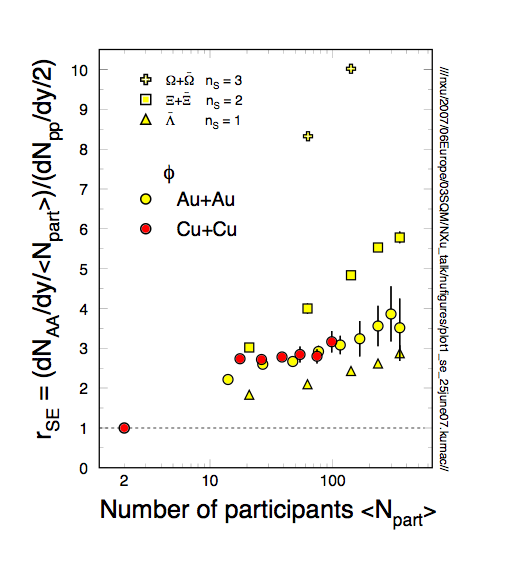 r_SE = (dN_AA/dy/<N_part>)/(dN_pp/dy/2)
10
9
8
7
6
5
4
3
2
1
0
Ω+Ω̄ n_S = 3
Ξ+Ξ̄ n_S = 2
Λ̄ n_S = 1
ϕ
Au+Au
Cu+Cu
2 10 100
Number of participants <N_part>
///nxu/2007/06Europe/03SQM/NXu_talk/nufigures/plot1_se_25june07.kumac//